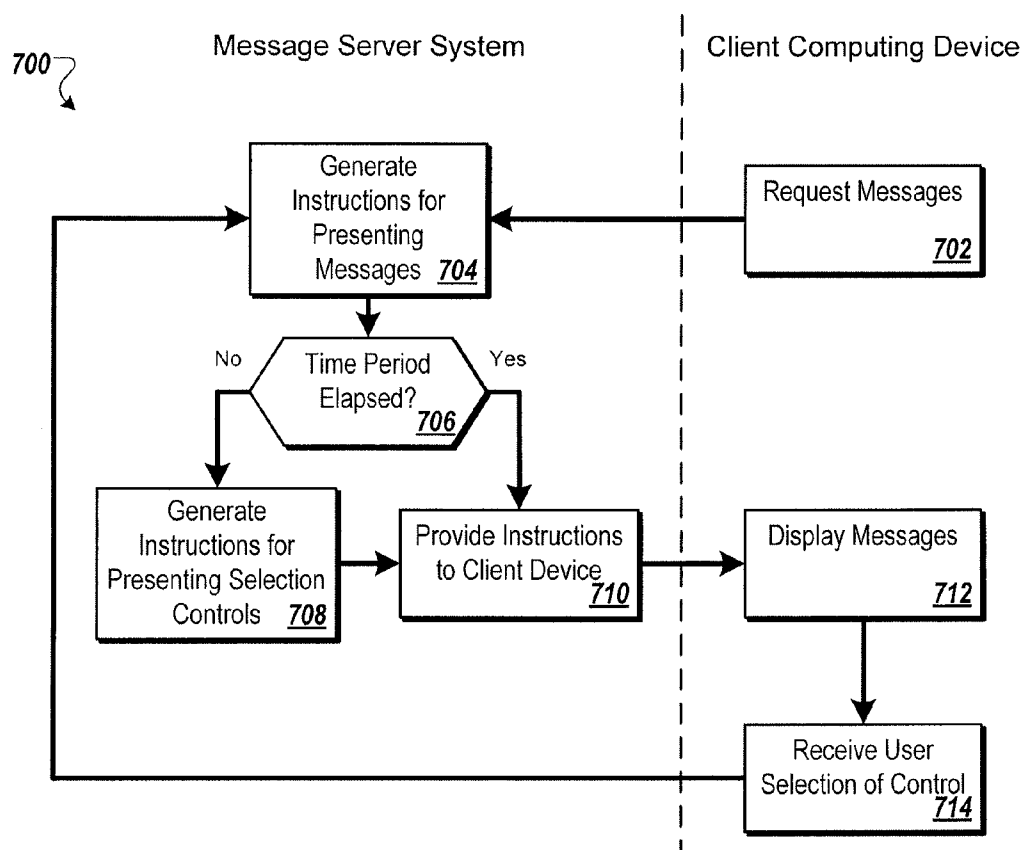 Message Server System
Client Computing Device
700
Generate
Instructions for
Presenting
Messages 704
Request Messages
702
No
Time Period
Elapsed?
706
Yes
Generate
Instructions for
Presenting Selection
Controls 708
Provide Instructions
to Client Device
710
Display Messages
712
Receive User
Selection of Control
714